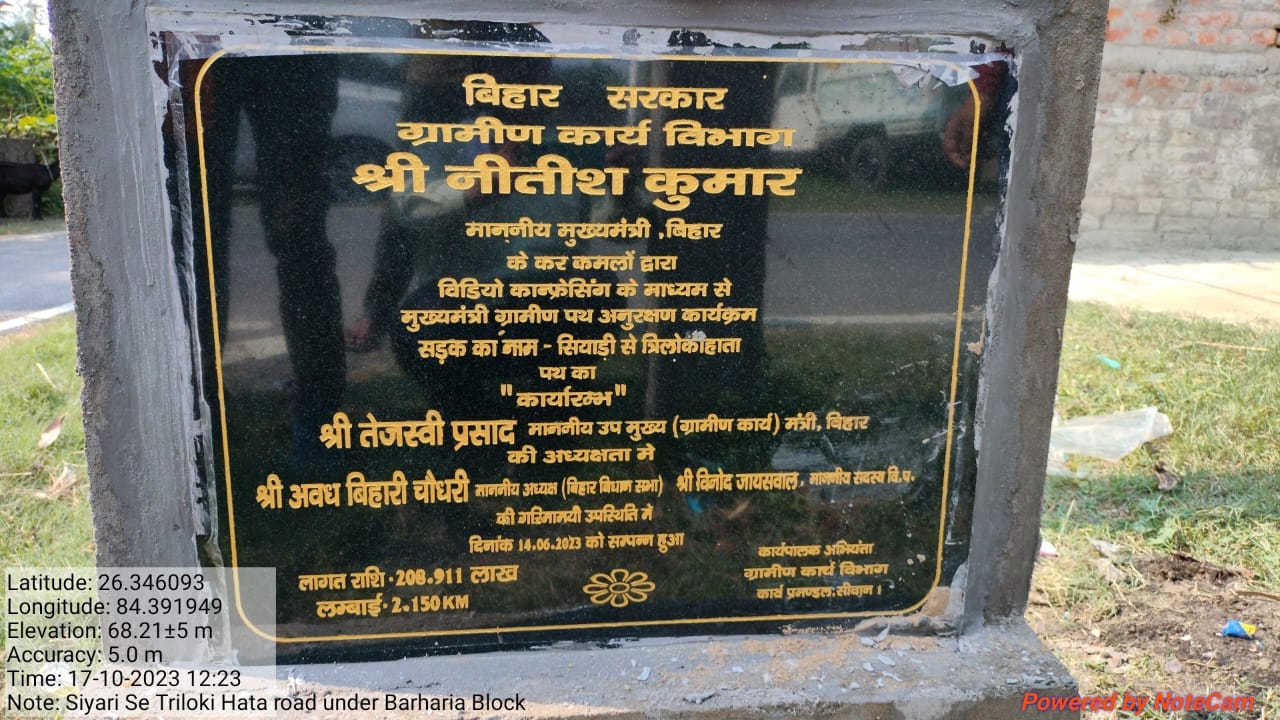 बिहार सरकार
ग्रामीण कार्य विभाग
श्री नीतीश कुमार
माननीय मुख्यमंत्री ,बिहार
के कर कमलों द्वारा
विडियो कान्फ्रेसिंग के माध्यम से
मुख्यमंत्री ग्रामीण पथ अनुरक्षण कार्यक्रम
सड़क का नाम - सियाड़ी से त्रिलोकाहाता
पथ का
"कार्यारम्भ"
श्री तेजस्वी प्रसाद माननीय उप मुख्य (ग्रामीण कार्य) मंत्री, बिहार
की अध्यक्षता मे
श्री अवध बिहारी चौधरी माननीय अध्यक्ष (बिहार बिधान सभा) श्री विनोद जायसवाल, माननीय सदस्य वि.प.
की गरिमामयी उपस्थिति में
दिनांक 14.06.2023 को सम्पन्न हुआ
लागत राशि - 208.911 लाख
लम्बाई - 2.150 KM
कार्यपालक अभियंता
ग्रामीण कार्य विभाग
कार्य प्रमण्डल, सीवान 1
Latitude: 26.346093
Longitude: 84.391949
Elevation: 68.21±5 m
Accuracy: 5.0 m
Time: 17-10-2023 12:23
Note: Siyari Se Triloki Hata road under Barharia Block
Powered by NoteCam